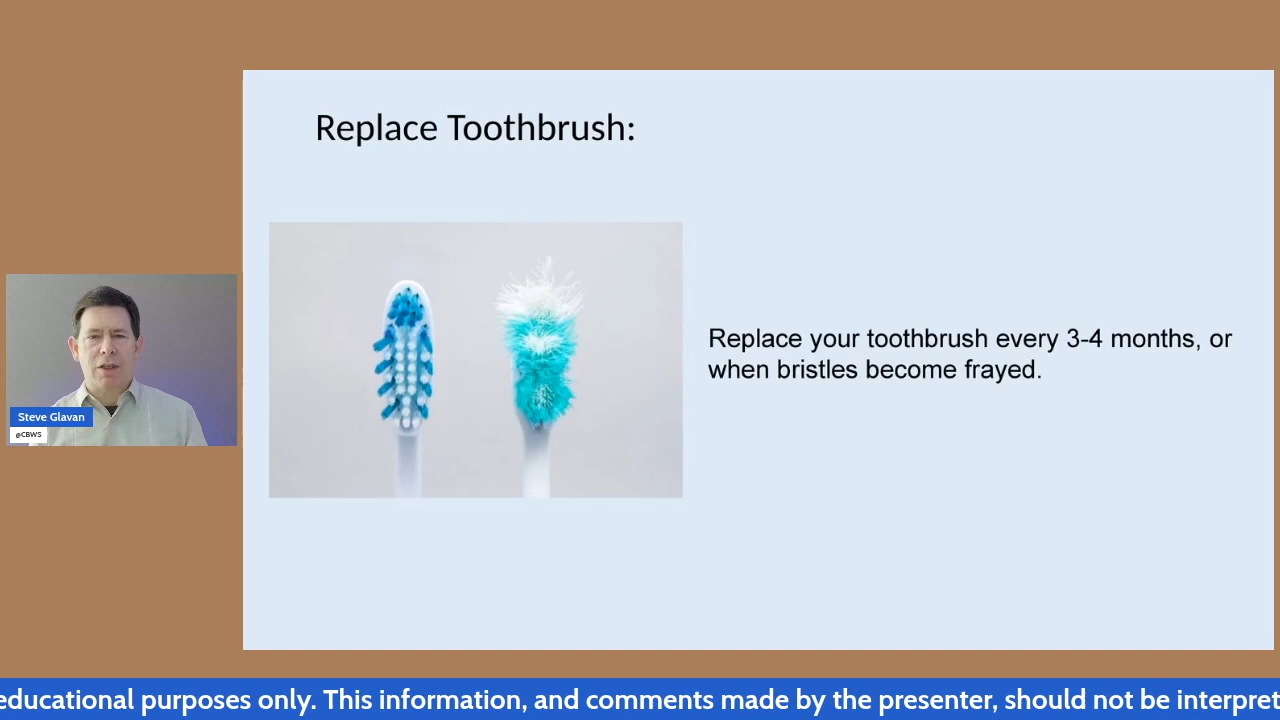 Replace Toothbrush:
Replace your toothbrush every 3-4 months, or
when bristles become frayed.
Steve Glavan
@CBWS
educational purposes only. This information, and comments made by the presenter, should not be interpret